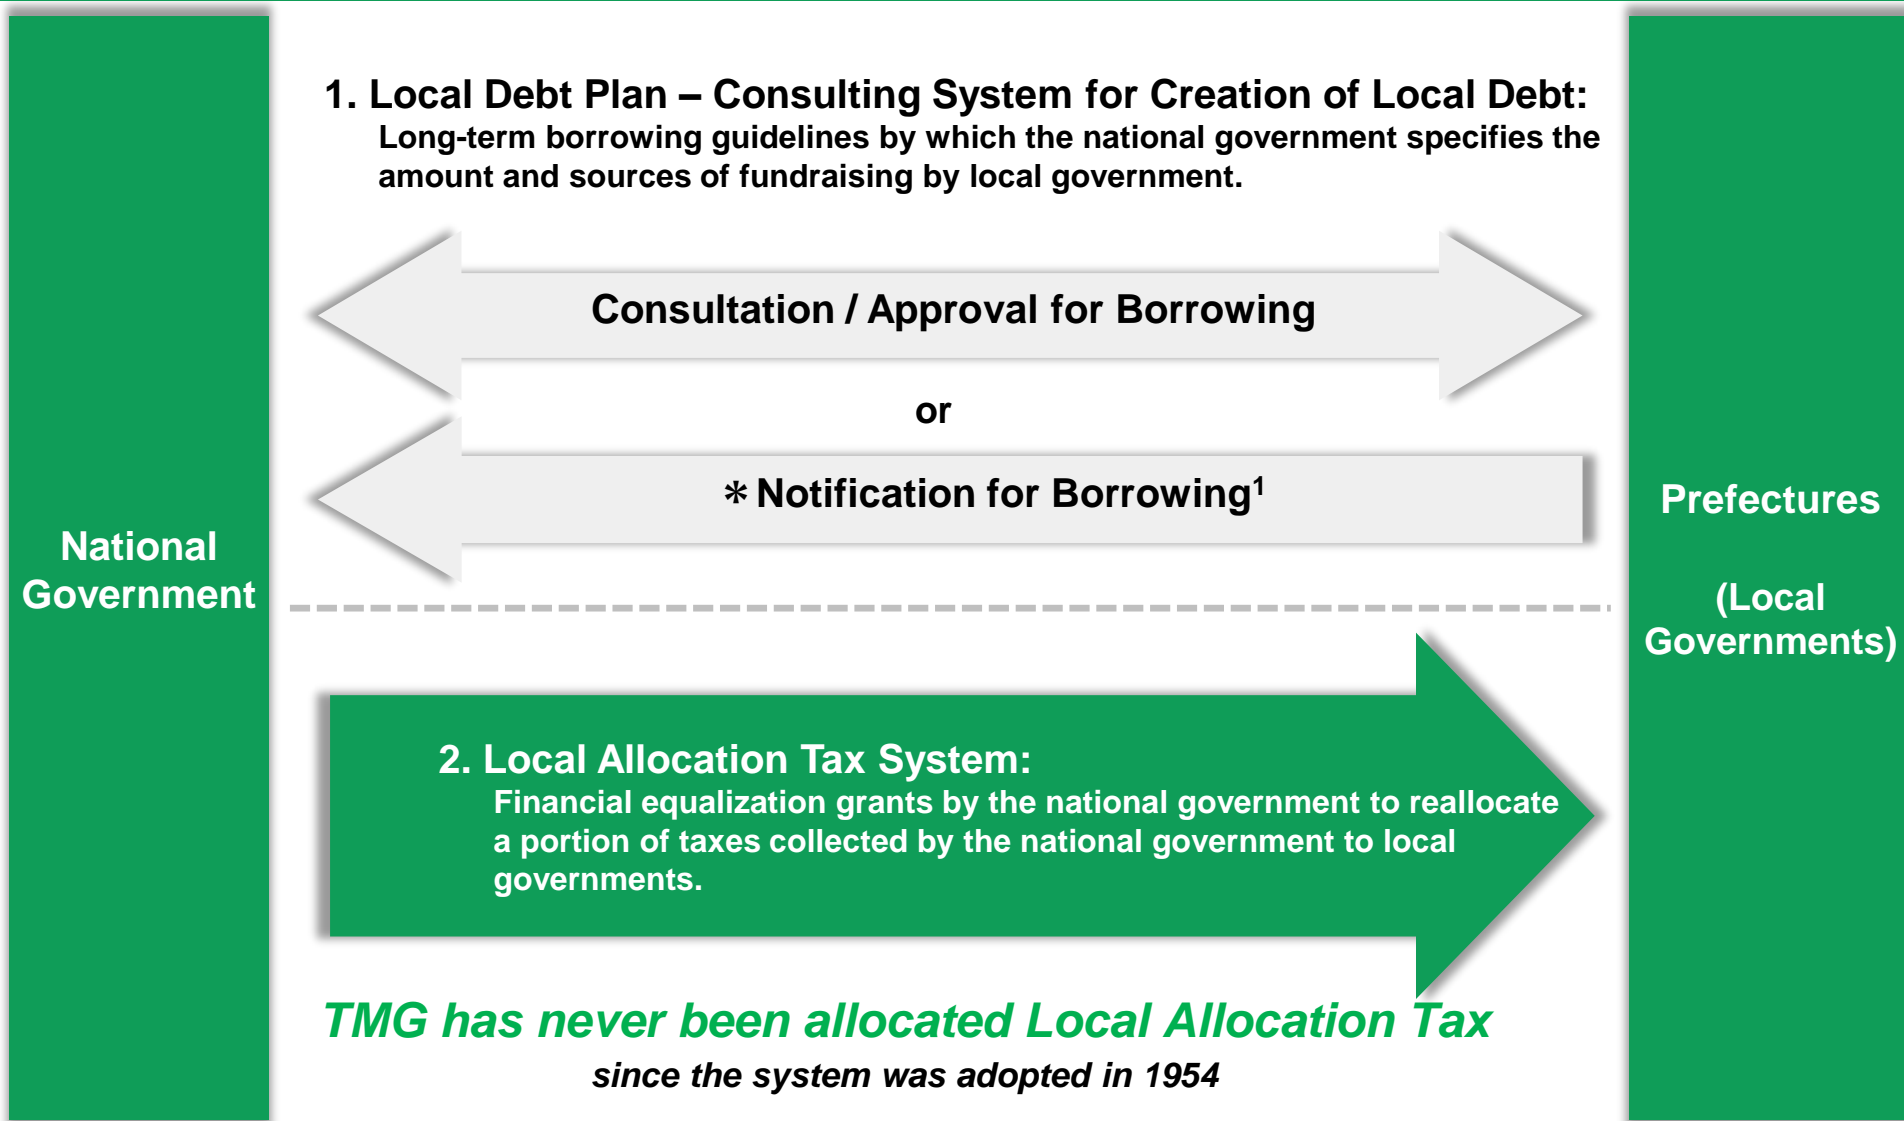 National
Government
1. Local Debt Plan – Consulting System for Creation of Local Debt:
Long-term borrowing guidelines by which the national government specifies the
amount and sources of fundraising by local government.
Consultation / Approval for Borrowing
or
＊Notification for Borrowing¹
2. Local Allocation Tax System:
Financial equalization grants by the national government to reallocate
a portion of taxes collected by the national government to local
governments.
TMG has never been allocated Local Allocation Tax
since the system was adopted in 1954
Prefectures
(Local
Governments)